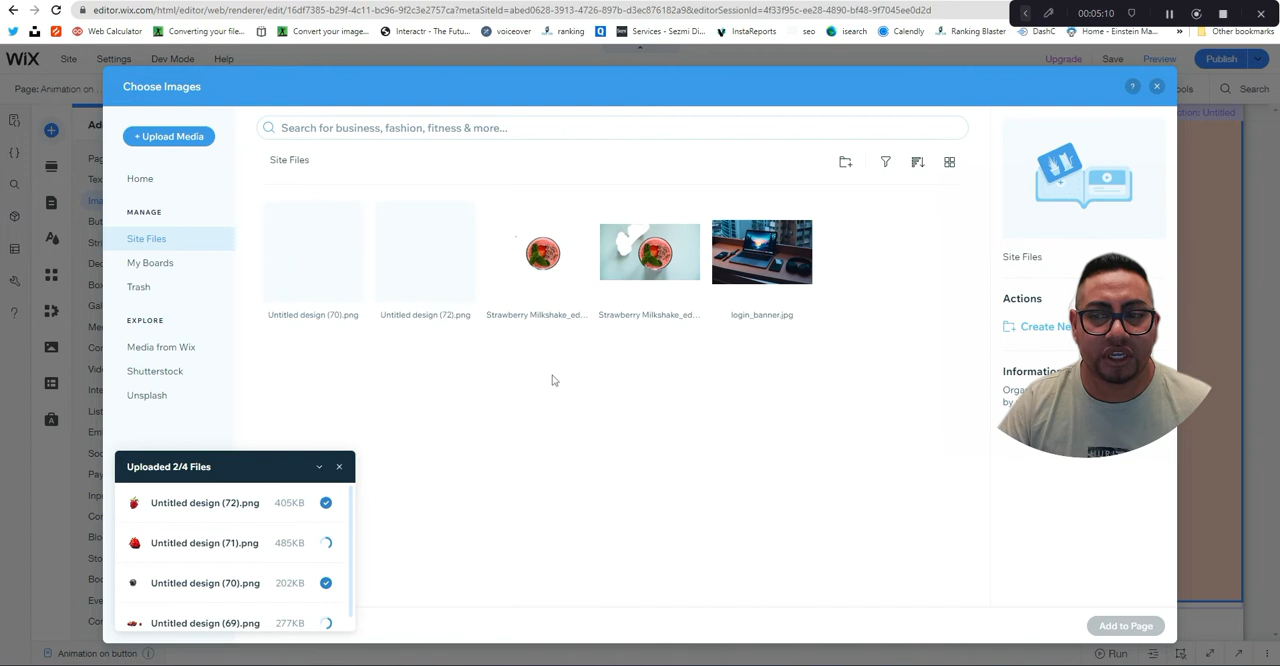 editor.wix.com/html/editor/web/renderer/edit/16df7385-b29f-4c11-bc96-9f2c3e2757ca?metaSiteId=abed0628-3913-4726-897b-d3ec876182a9&editorSessionId=4f33f95c-ee28-4890-bf48-9f7045ee0d2d
00:05:10
Web Calculator
Converting your file...
Convert your image...
Interactr - The Futu...
voiceover
ranking
Services - Sezmi Di...
InstaReports
seo
isearch
Calendly
Ranking Blaster
DashC
Home - Einstein Ma...
Other bookmarks
WiX
Site
Settings
Dev Mode
Help
Upgrade
Save
Preview
Publish
Page: Animation on ...
Choose Images
?
Search
+ Upload Media
Search for business, fashion, fitness & more...
Home
Site Files
MANAGE
Site Files
My Boards
Trash
EXPLORE
Media from Wix
Shutterstock
Unsplash
Untitled design (70).png
Untitled design (72).png
Strawberry Milkshake_ed...
Strawberry Milkshake_ed...
login_banner.jpg
Site Files
Actions
Create Ne
Uploaded 2/4 Files
Untitled design (72).png 405KB
Untitled design (71).png 485KB
Untitled design (70).png 202KB
Untitled design (69).png 277KB
Add to Page
Animation on button
Run